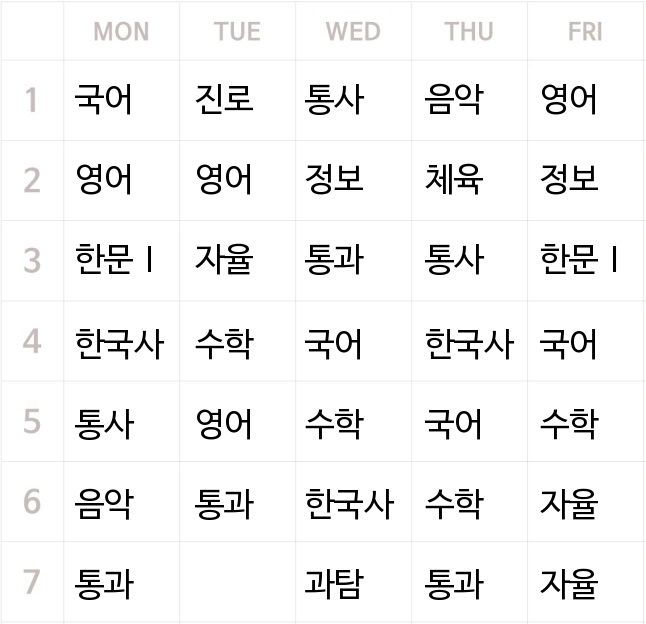 MON TUE WED THU FRI
1 국어 진로 통사 음악 영어
2 영어 영어 정보 체육 정보
3 한문Ⅰ 자율 통과 통사 한문Ⅰ
4 한국사 수학 국어 한국사 국어
5 통사 영어 수학 국어 수학
6 음악 통과 한국사 수학 자율
7 통과 과탐 통과 자율